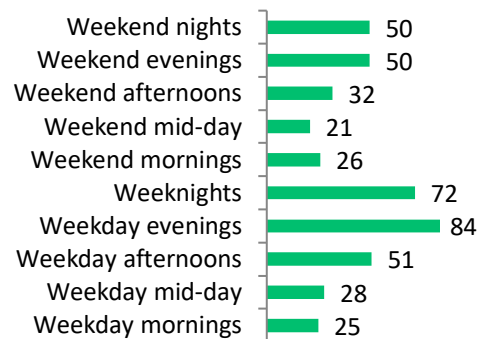 Weekend nights 50
Weekend evenings 50
Weekend afternoons 32
Weekend mid-day 21
Weekend mornings 26
Weeknights 72
Weekday evenings 84
Weekday afternoons 51
Weekday mid-day 28
Weekday mornings 25